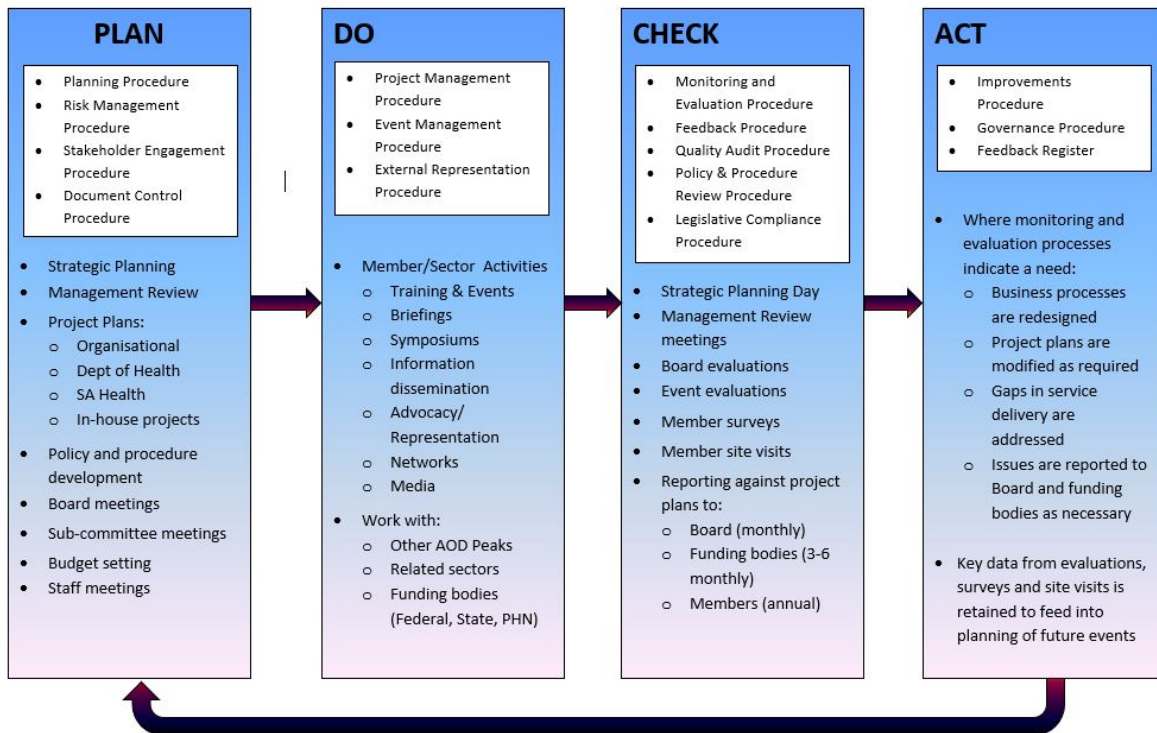 PLAN
• Planning Procedure
• Risk Management
Procedure
• Stakeholder Engagement
Procedure
• Document Control
Procedure
• Strategic Planning
• Management Review
• Project Plans:
o Organisational
o Dept of Health
o SA Health
o In-house projects
• Policy and procedure
development
• Board meetings
• Sub-committee meetings
• Budget setting
• Staff meetings
DO
• Project Management
Procedure
• Event Management
Procedure
• External Representation
Procedure
• Member/Sector Activities
o Training & Events
o Briefings
o Symposiums
o Information
dissemination
o Advocacy/
Representation
o Networks
o Media
• Work with:
o Other AOD Peaks
o Related sectors
o Funding bodies
(Federal, State, PHN)
CHECK
• Monitoring and
Evaluation Procedure
• Feedback Procedure
• Quality Audit Procedure
• Policy & Procedure
Review Procedure
• Legislative Compliance
Procedure
• Strategic Planning Day
• Management Review
meetings
• Board evaluations
• Event evaluations
• Member surveys
• Member site visits
• Reporting against project
plans to:
o Board (monthly)
o Funding bodies (3-6
monthly)
o Members (annual)
ACT
• Improvements
Procedure
• Governance Procedure
• Feedback Register
• Where monitoring and
evaluation processes
indicate a need:
o Business processes
are redesigned
o Project plans are
modified as required
o Gaps in service
delivery are
addressed
o Issues are reported to
Board and funding
bodies as necessary
• Key data from evaluations,
surveys and site visits is
retained to feed into
planning of future events